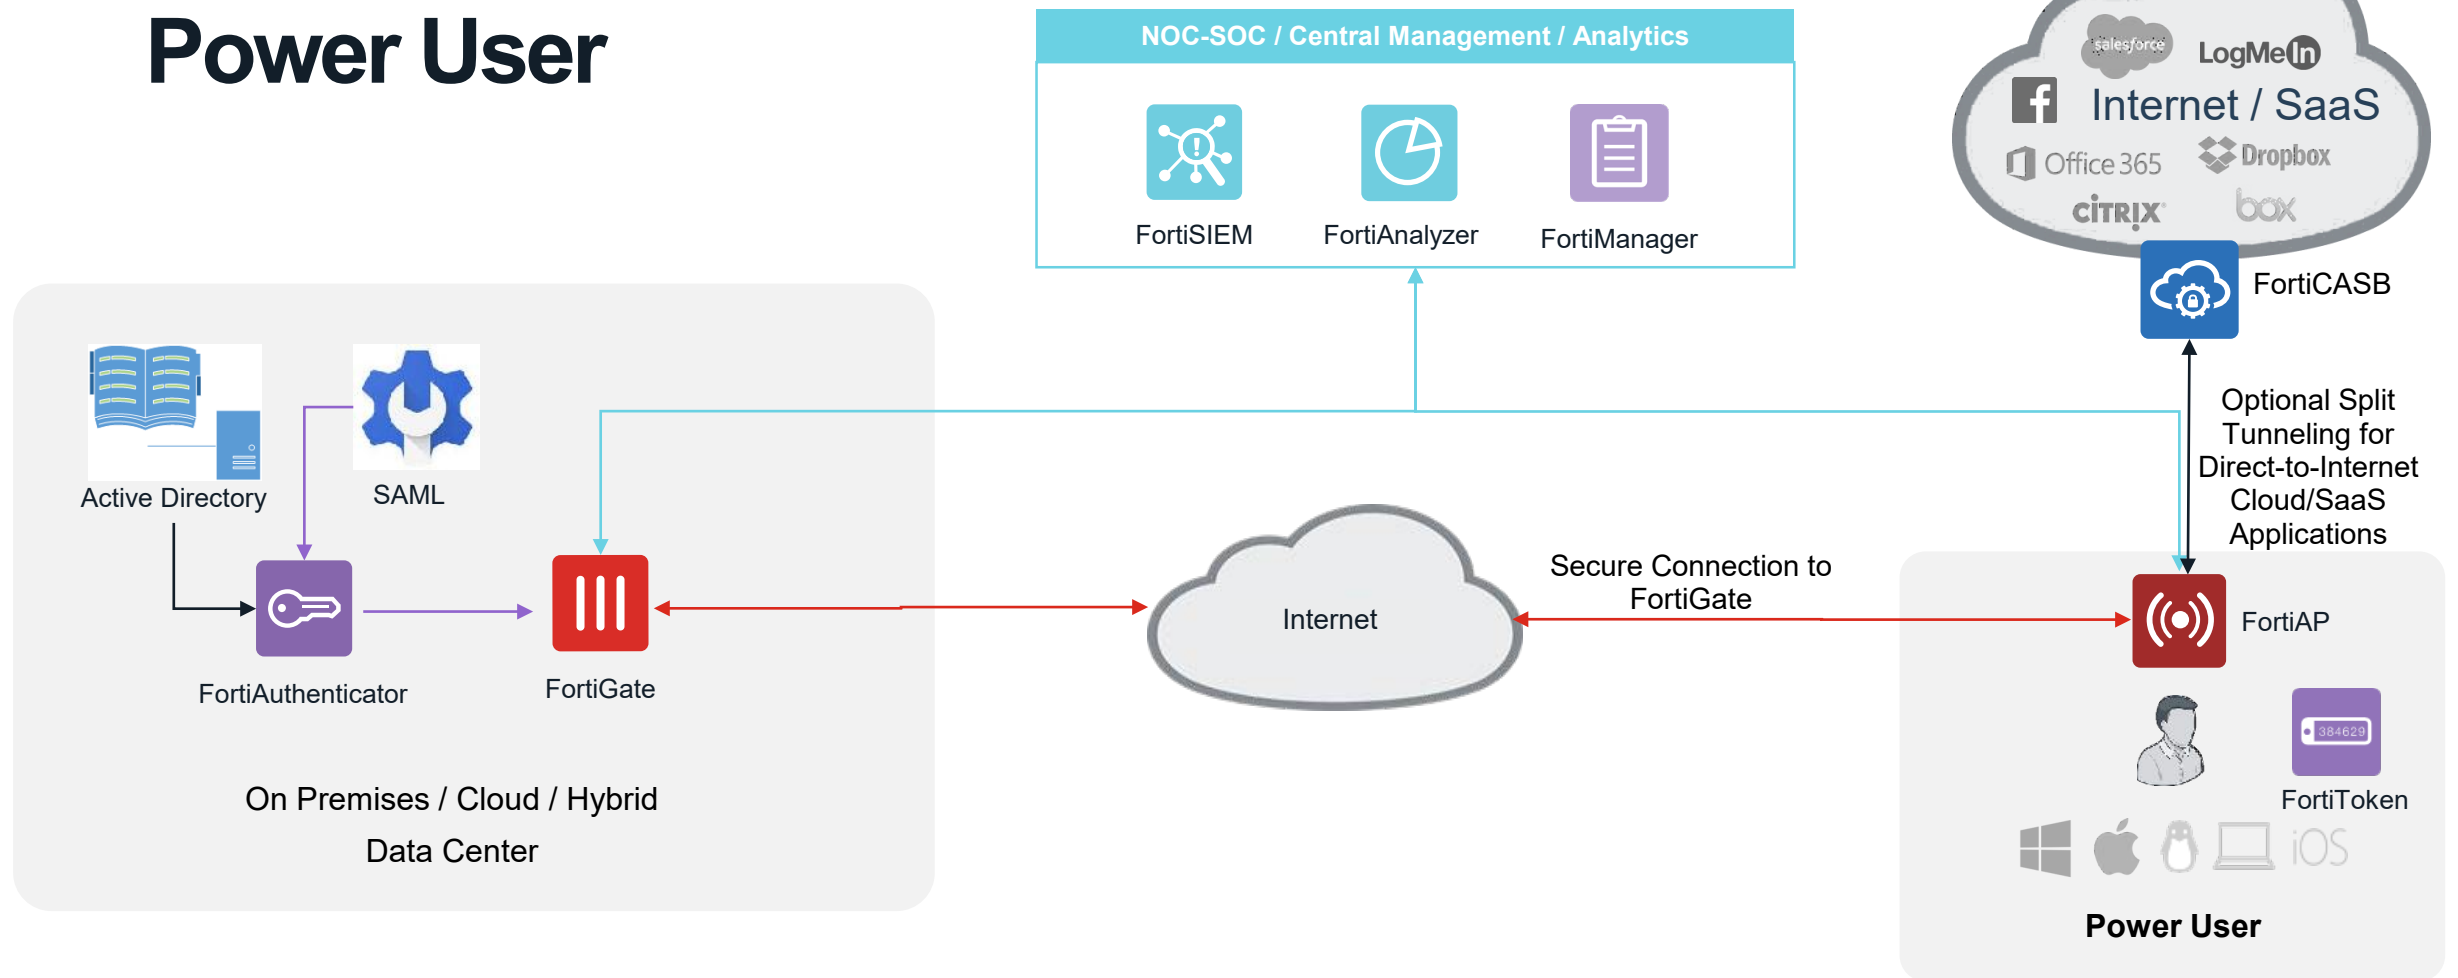 Power User
NOC-SOC / Central Management / Analytics
FortiSIEM
FortiAnalyzer
FortiManager
salesforce
LogMeIn
Internet / SaaS
Office 365
Dropbox
CİTRIX
box
FortiCASB
Optional Split
Tunneling for
Direct-to-Internet
Cloud/SaaS
Applications
Active Directory
SAML
FortiAuthenticator
FortiGate
On Premises / Cloud / Hybrid
Data Center
Internet
Secure Connection to
FortiGate
FortiAP
384629
FortiToken
iOS
Power User